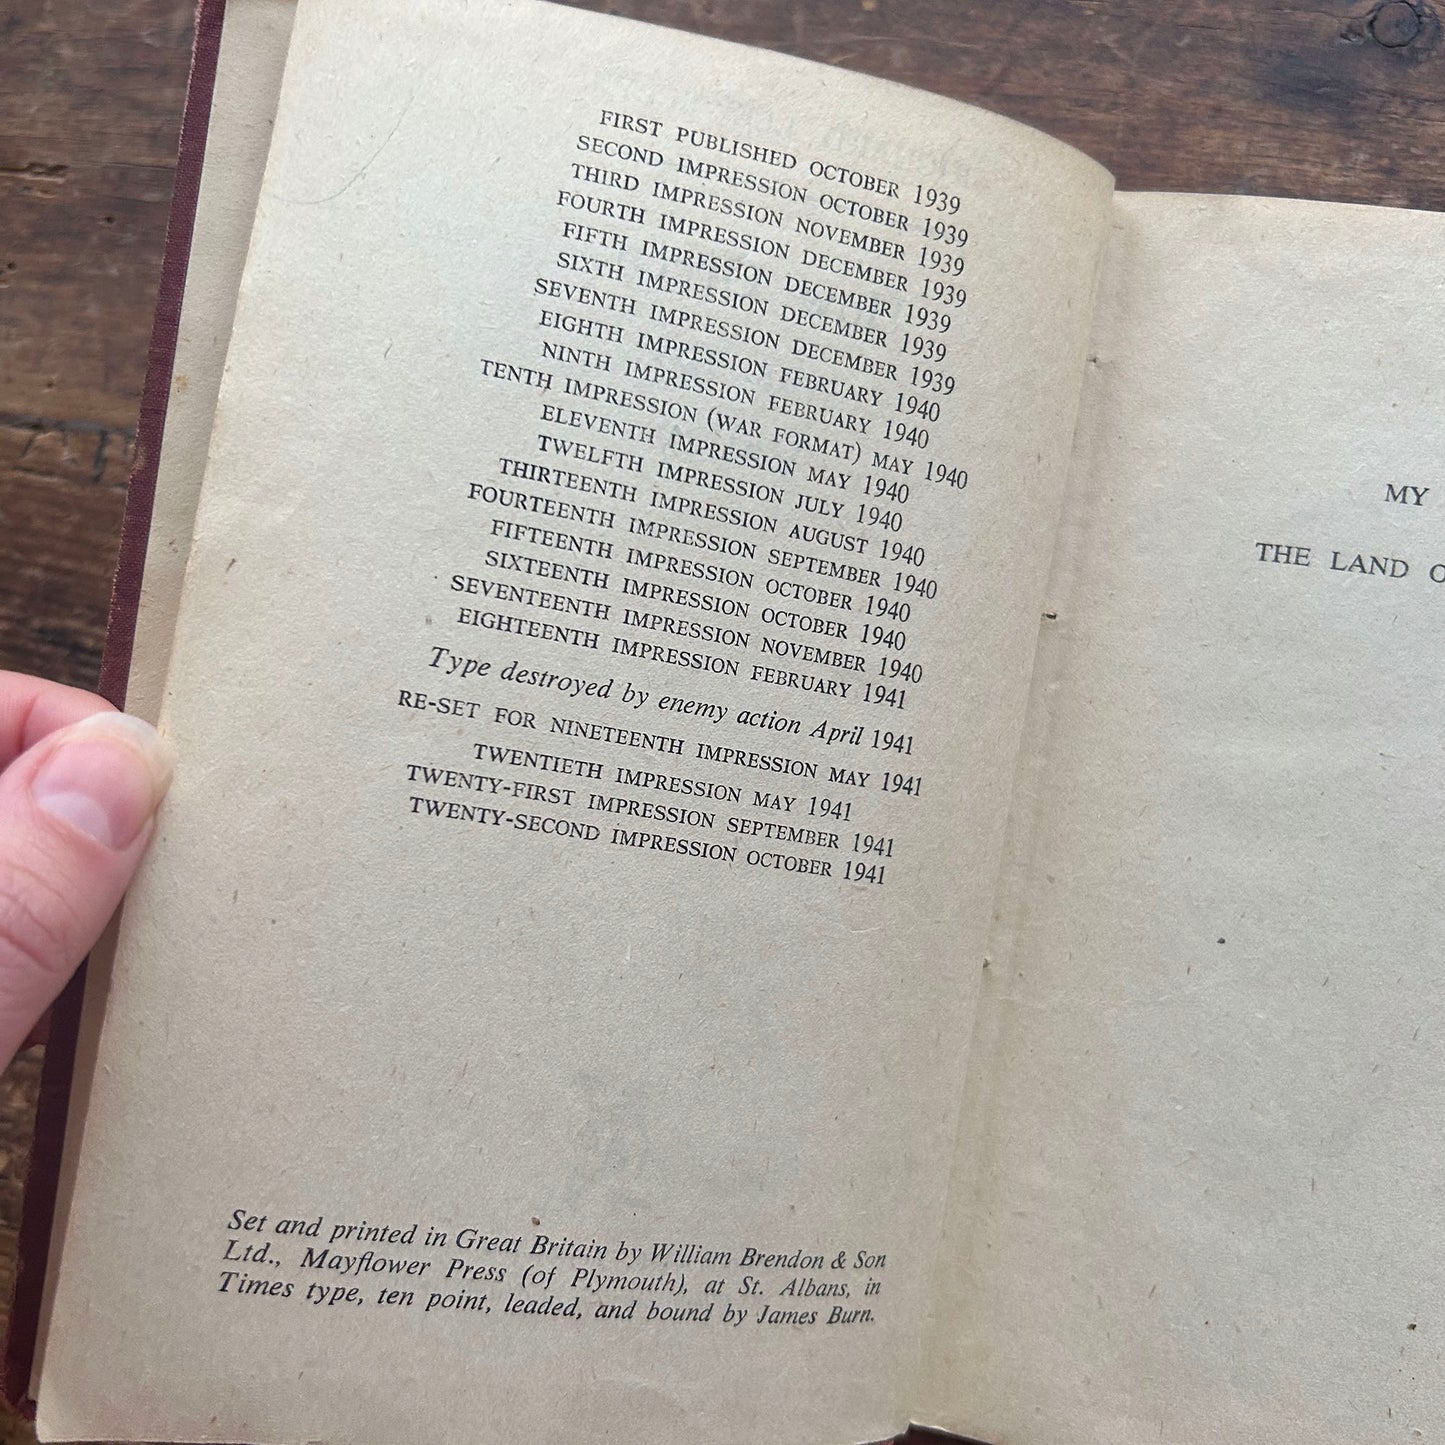 FIRST PUBLISHED OCTOBER 1939
SECOND IMPRESSION OCTOBER 1939
THIRD IMPRESSION NOVEMBER 1939
FOURTH IMPRESSION DECEMBER 1939
FIFTH IMPRESSION DECEMBER 1939
SIXTH IMPRESSION DECEMBER 1939
SEVENTH IMPRESSION DECEMBER 1939
EIGHTH IMPRESSION FEBRUARY 1940
NINTH IMPRESSION FEBRUARY 1940
TENTH IMPRESSION (WAR FORMAT) MAY 1940
ELEVENTH IMPRESSION MAY 1940
TWELFTH IMPRESSION JULY 1940
THIRTEENTH IMPRESSION AUGUST 1940
FOURTEENTH IMPRESSION SEPTEMBER 1940
FIFTEENTH IMPRESSION OCTOBER 1940
SIXTEENTH IMPRESSION OCTOBER 1940
SEVENTEENTH IMPRESSION NOVEMBER 1940
EIGHTEENTH IMPRESSION FEBRUARY 1941
Type destroyed by enemy action April 1941
RE-SET FOR NINETEENTH IMPRESSION MAY 1941
TWENTIETH IMPRESSION MAY 1941
TWENTY-FIRST IMPRESSION SEPTEMBER 1941
TWENTY-SECOND IMPRESSION OCTOBER 1941
Set and printed in Great Britain by William Brendon & Son
Ltd., Mayflower Press (of Plymouth), at St. Albans, in
Times type, ten point, leaded, and bound by James Burn.
MY
THE LAND